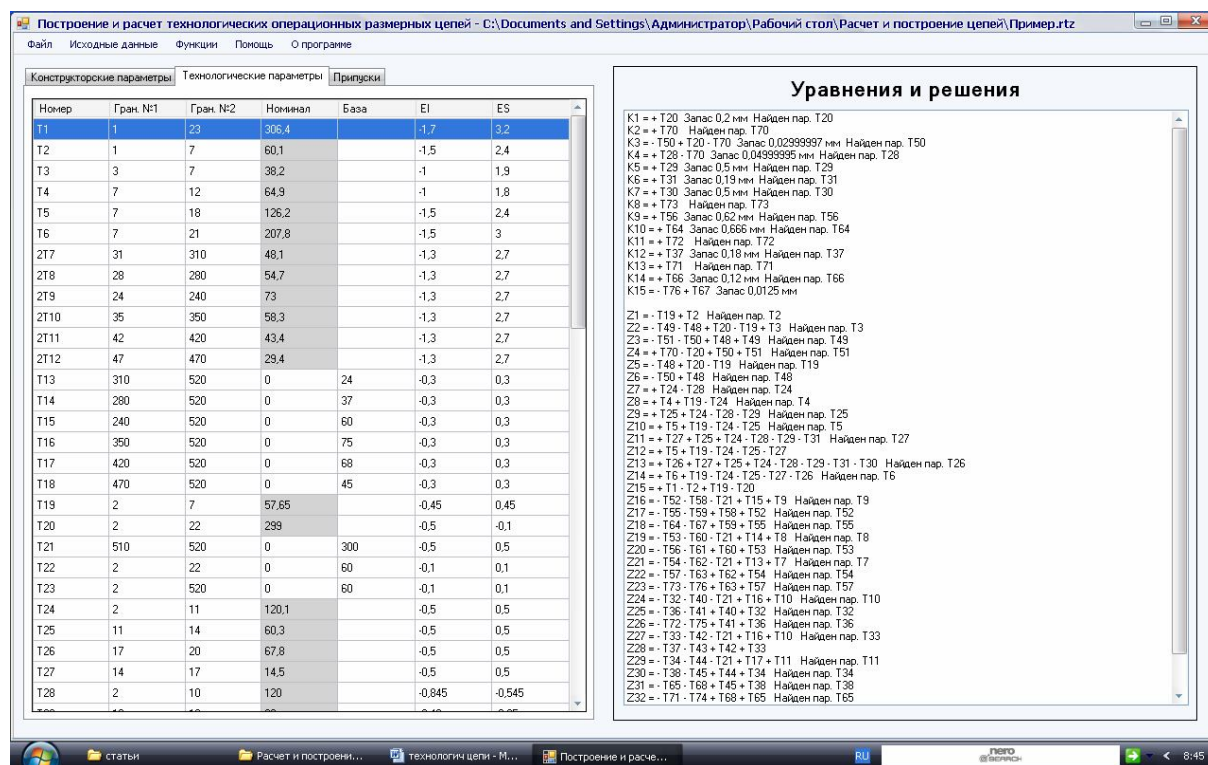 Построение и расчет технологических операционных размерных цепей - C:\Documents and Settings\Администратор\Рабочий стол\Расчет и построение цепей\Пример.rtz
Файл Исходные данные Функции Помощь О программе
Конструкторские параметры Технологические параметры Припуски
Номер Гран. №1 Гран. №2 Номинал База EI ES
T1 1 23 306,4 -1,7 3,2
T2 1 7 60,1 -1,5 2,4
T3 3 7 38,2 -1 1,9
T4 7 12 64,9 -1 1,8
T5 7 18 126,2 -1,5 2,4
T6 7 21 207,8 -1,5 3
2T7 31 310 48,1 -1,3 2,7
2T8 28 280 54,7 -1,3 2,7
2T9 24 240 73 -1,3 2,7
2T10 35 350 58,3 -1,3 2,7
2T11 42 420 43,4 -1,3 2,7
2T12 47 470 29,4 -1,3 2,7
T13 310 520 0 24 -0,3 0,3
T14 280 520 0 37 -0,3 0,3
T15 240 520 0 60 -0,3 0,3
T16 350 520 0 75 -0,3 0,3
T17 420 520 0 68 -0,3 0,3
T18 470 520 0 45 -0,3 0,3
T19 2 7 57,65 -0,45 0,45
T20 2 22 299 -0,5 -0,1
T21 510 520 0 300 -0,5 0,5
T22 2 22 0 60 -0,1 0,1
T23 2 520 0 60 -0,1 0,1
T24 2 11 120,1 -0,5 0,5
T25 11 14 60,3 -0,5 0,5
T26 17 20 67,8 -0,5 0,5
T27 14 17 14,5 -0,5 0,5
T28 2 10 120 -0,845 -0,545
Уравнения и решения
K1 = + T20 Запас 0,2 мм Найден пар. T20
K2 = + T70 Найден пар. T70
K3 = - T50 + T20 - T70 Запас 0,02999997 мм Найден пар. T50
K4 = + T28 - T70 Запас 0,04999995 мм Найден пар. T28
K5 = + T29 Запас 0,5 мм Найден пар. T29
K6 = + T31 Запас 0,19 мм Найден пар. T31
K7 = + T30 Запас 0,5 мм Найден пар. T30
K8 = + T73 Найден пар. T73
K9 = + T56 Запас 0,62 мм Найден пар. T56
K10 = + T64 Запас 0,666 мм Найден пар. T64
K11 = + T72 Найден пар. T72
K12 = + T37 Запас 0,18 мм Найден пар. T37
K13 = + T71 Найден пар. T71
K14 = + T66 Запас 0,12 мм Найден пар. T66
K15 = - T76 + T67 Запас 0,0125 мм
Z1 = - T19 + T2 Найден пар. T2
Z2 = - T49 - T48 + T20 - T19 + T3 Найден пар. T3
Z3 = - T51 - T50 + T48 + T49 Найден пар. T49
Z4 = + T70 - T20 + T50 + T51 Найден пар. T51
Z5 = - T48 + T20 - T19 Найден пар. T19
Z6 = - T50 + T48 Найден пар. T48
Z7 = + T24 - T28 Найден пар. T24
Z8 = + T4 + T19 - T24 Найден пар. T4
Z9 = + T25 + T24 - T28 - T29 Найден пар. T25
Z10 = + T5 + T19 - T24 - T25 Найден пар. T5
Z11 = + T27 + T25 + T24 - T28 - T29 - T31 Найден пар. T27
Z12 = + T5 + T19 - T24 - T25 - T27
Z13 = + T26 + T27 + T25 + T24 - T28 - T29 - T31 - T30 Найден пар. T26
Z14 = + T6 + T19 - T24 - T25 - T27 - T26 Найден пар. T6
Z15 = + T1 - T2 + T19 - T20
Z16 = - T52 - T58 - T21 + T15 + T9 Найден пар. T9
Z17 = - T55 - T59 + T58 + T52 Найден пар. T52
Z18 = - T64 - T67 + T59 + T55 Найден пар. T55
Z19 = - T53 - T60 - T21 + T14 + T8 Найден пар. T8
Z20 = - T56 - T61 + T60 + T53 Найден пар. T53
Z21 = - T54 - T62 - T21 + T13 + T7 Найден пар. T7
Z22 = - T57 - T63 + T62 + T54 Найден пар. T54
Z23 = - T73 - T76 + T63 + T57 Найден пар. T57
Z24 = - T32 - T40 - T21 + T16 + T10 Найден пар. T10
Z25 = - T36 - T41 + T40 + T32 Найден пар. T32
Z26 = - T72 - T75 + T41 + T36 Найден пар. T36
Z27 = - T33 - T42 - T21 + T16 + T10 Найден пар. T33
Z28 = - T37 - T43 + T42 + T33
Z29 = - T34 - T44 - T21 + T17 + T11 Найден пар. T11
Z30 = - T38 - T45 + T44 + T34 Найден пар. T34
Z31 = - T65 - T68 + T45 + T38 Найден пар. T38
Z32 = - T71 - T74 + T68 + T65 Найден пар. T65
статьи
Расчет и построени...
технологич цепи - M...
Построение и расче...
RU
nero
SEARCH
8:45